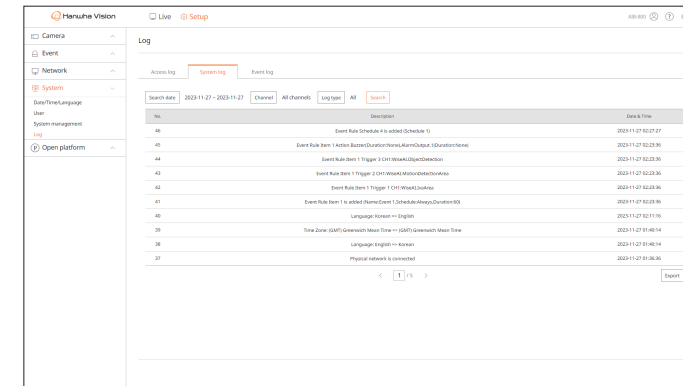 Hanwha Vision
Live
Setup
AIB-800
Camera
Event
Network
System
Date/Time/Language
User
System management
Log
Open platform
Log
Access log
System log
Event log
Search date 2023-11-27 ~ 2023-11-27 Channel All channels Log type All Search
No. Description Date & Time
46 Event Rule Schedule 4 is added (Schedule 1) 2023-11-27 02:27:27
45 Event Rule Item 1 Action Buzzer(Duration:None),AlarmOutput.1(Duration:None) 2023-11-27 02:23:36
44 Event Rule Item 1 Trigger 3 CH1:WiseAI.ObjectDetection 2023-11-27 02:23:36
43 Event Rule Item 1 Trigger 2 CH1:WiseAI.MotionDetectionArea 2023-11-27 02:23:36
42 Event Rule Item 1 Trigger 1 CH1:WiseAI.IvaArea 2023-11-27 02:23:36
41 Event Rule Item 1 is added (Name:Event 1,Schedule:Always,Duration:60) 2023-11-27 02:23:36
40 Language: Korean => English 2023-11-27 02:11:16
39 Time Zone: (GMT) Greenwich Mean Time => (GMT) Greenwich Mean Time 2023-11-27 01:40:14
38 Language: English => Korean 2023-11-27 01:40:14
37 Physical network is connected 2023-11-27 01:36:36
< 1 / 5 >
Export